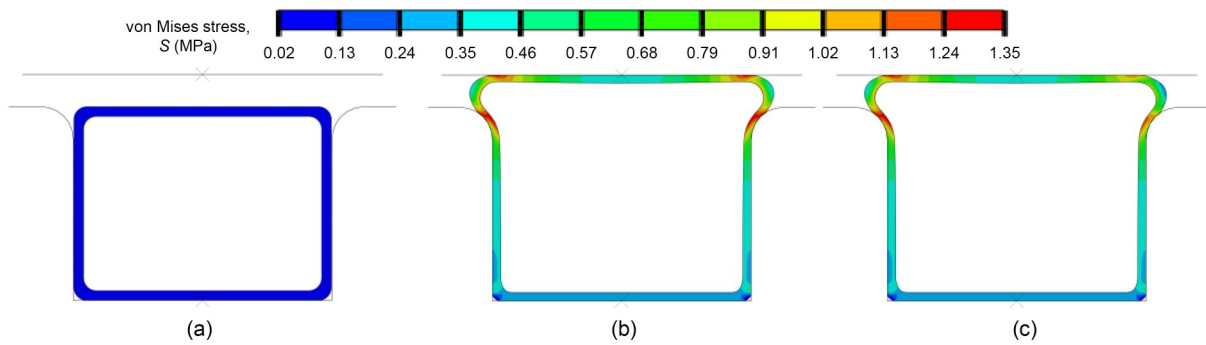 von Mises stress,
S (MPa)
0.02 0.13 0.24 0.35 0.46 0.57 0.68 0.79 0.91 1.02 1.13 1.24 1.35
(a) (b) (c)